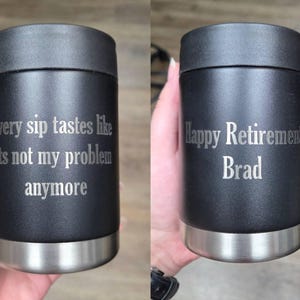 very sip tastes like
ts not my problem
anymore
Happy Retiremen
Brad